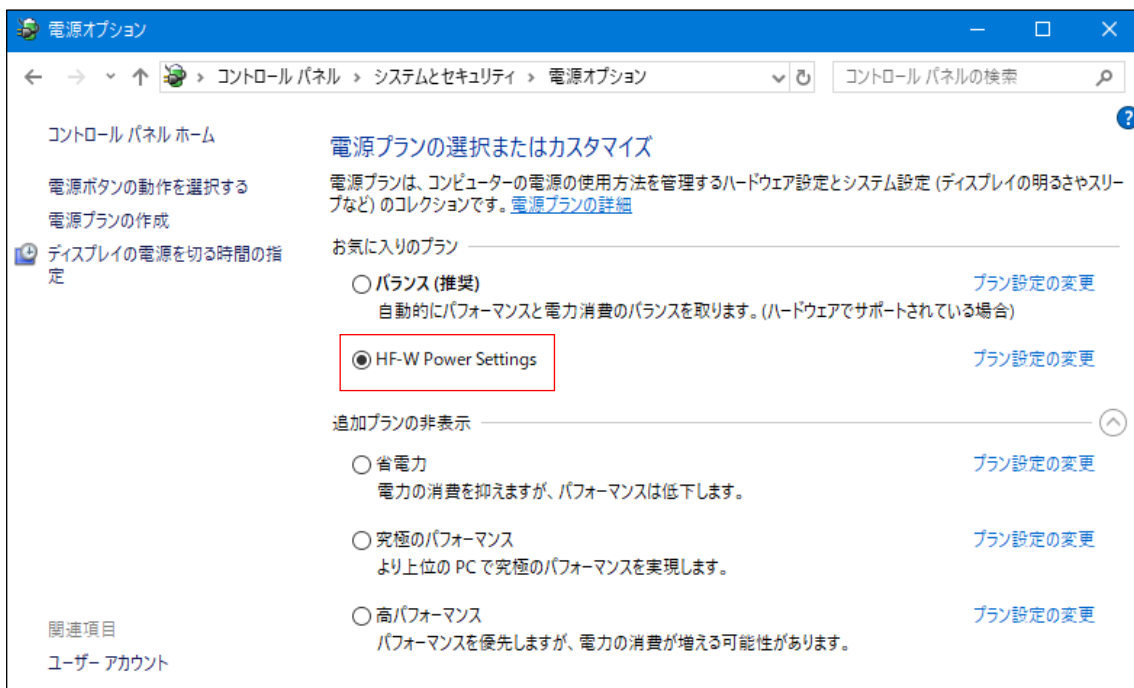 電源オプション
コントロール パネル › システムとセキュリティ › 電源オプション
コントロール パネルの検索
?
コントロール パネル ホーム
電源ボタンの動作を選択する
電源プランの作成
ディスプレイの電源を切る時間の指
定
電源プランの選択またはカスタマイズ
電源プランは、コンピューターの電源の使用方法を管理するハードウェア設定とシステム設定 (ディスプレイの明るさやスリー
プなど) のコレクションです。電源プランの詳細
お気に入りのプラン
バランス (推奨) プラン設定の変更
自動的にパフォーマンスと電力消費のバランスを取ります。(ハードウェアでサポートされている場合)
HF-W Power Settings プラン設定の変更
追加プランの非表示
省電力 プラン設定の変更
電力の消費を抑えますが、パフォーマンスは低下します。
究極のパフォーマンス プラン設定の変更
より上位の PC で究極のパフォーマンスを実現します。
高パフォーマンス プラン設定の変更
パフォーマンスを優先しますが、電力の消費が増える可能性があります。
関連項目
ユーザー アカウント